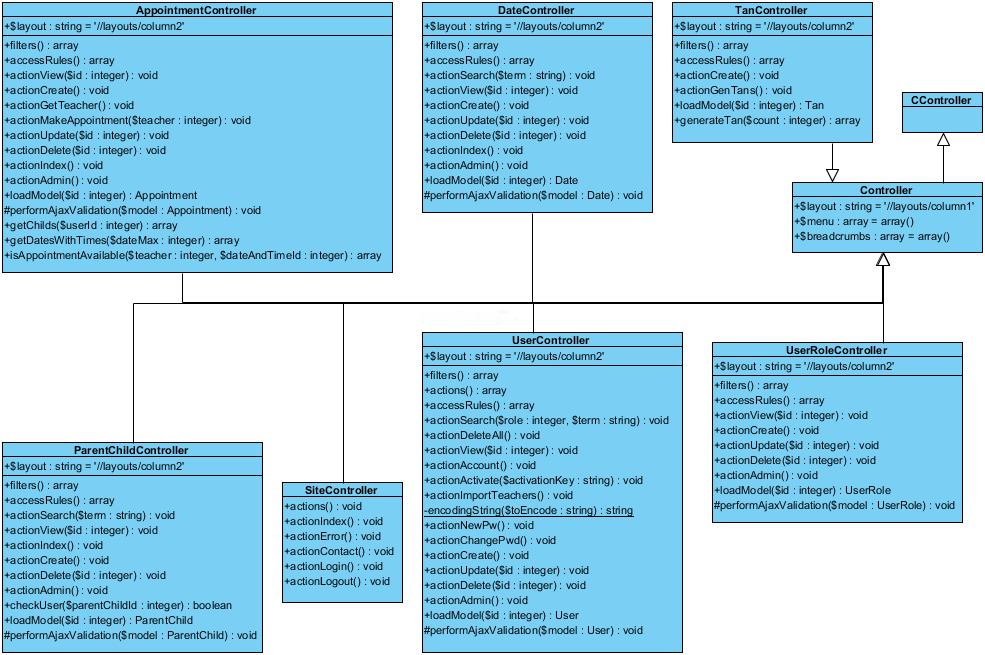 AppointmentController
+$layout : string = '//layouts/column2'
+filters() : array
+accessRules() : array
+actionView($id : integer) : void
+actionCreate() : void
+actionGetTeacher() : void
+actionMakeAppointment($teacher : integer) : void
+actionUpdate($id : integer) : void
+actionDelete($id : integer) : void
+actionIndex() : void
+actionAdmin() : void
+loadModel($id : integer) : Appointment
#performAjaxValidation($model : Appointment) : void
+getChilds($userId : integer) : array
+getDatesWithTimes($dateMax : integer) : array
+isAppointmentAvailable($teacher : integer, $dateAndTimeId : integer) : array
DateController
+$layout : string = '//layouts/column2'
+filters() : array
+accessRules() : array
+actionSearch($term : string) : void
+actionView($id : integer) : void
+actionCreate() : void
+actionUpdate($id : integer) : void
+actionDelete($id : integer) : void
+actionIndex() : void
+actionAdmin() : void
+loadModel($id : integer) : Date
#performAjaxValidation($model : Date) : void
TanController
+$layout : string = '//layouts/column2'
+filters() : array
+accessRules() : array
+actionCreate() : void
+actionGenTans() : void
+loadModel($id : integer) : Tan
+generateTan($count : integer) : array
CController
Controller
+$layout : string = '//layouts/column1'
+$menu : array = array()
+$breadcrumbs : array = array()
ParentChildController
+$layout : string = '//layouts/column2'
+filters() : array
+accessRules() : array
+actionSearch($term : string) : void
+actionView($id : integer) : void
+actionIndex() : void
+actionCreate() : void
+actionDelete($id : integer) : void
+actionAdmin() : void
+checkUser($parentChildId : integer) : boolean
+loadModel($id : integer) : ParentChild
#performAjaxValidation($model : ParentChild) : void
SiteController
+actions() : void
+actionIndex() : void
+actionError() : void
+actionContact() : void
+actionLogin() : void
+actionLogout() : void
UserController
+$layout : string = '//layouts/column2'
+filters() : array
+actions() : array
+accessRules() : array
+actionSearch($role : integer, $term : string) : void
+actionDeleteAll() : void
+actionView($id : integer) : void
+actionAccount() : void
+actionActivate($activationKey : string) : void
+actionImportTeachers() : void
-encodingString($toEncode : string) : string
+actionNewPw() : void
+actionChangePwd() : void
+actionCreate() : void
+actionUpdate($id : integer) : void
+actionDelete($id : integer) : void
+actionAdmin() : void
+loadModel($id : integer) : User
#performAjaxValidation($model : User) : void
UserRoleController
+$layout : string = '//layouts/column2'
+filters() : array
+accessRules() : array
+actionView($id : integer) : void
+actionCreate() : void
+actionUpdate($id : integer) : void
+actionDelete($id : integer) : void
+actionAdmin() : void
+loadModel($id : integer) : UserRole
#performAjaxValidation($model : UserRole) : void